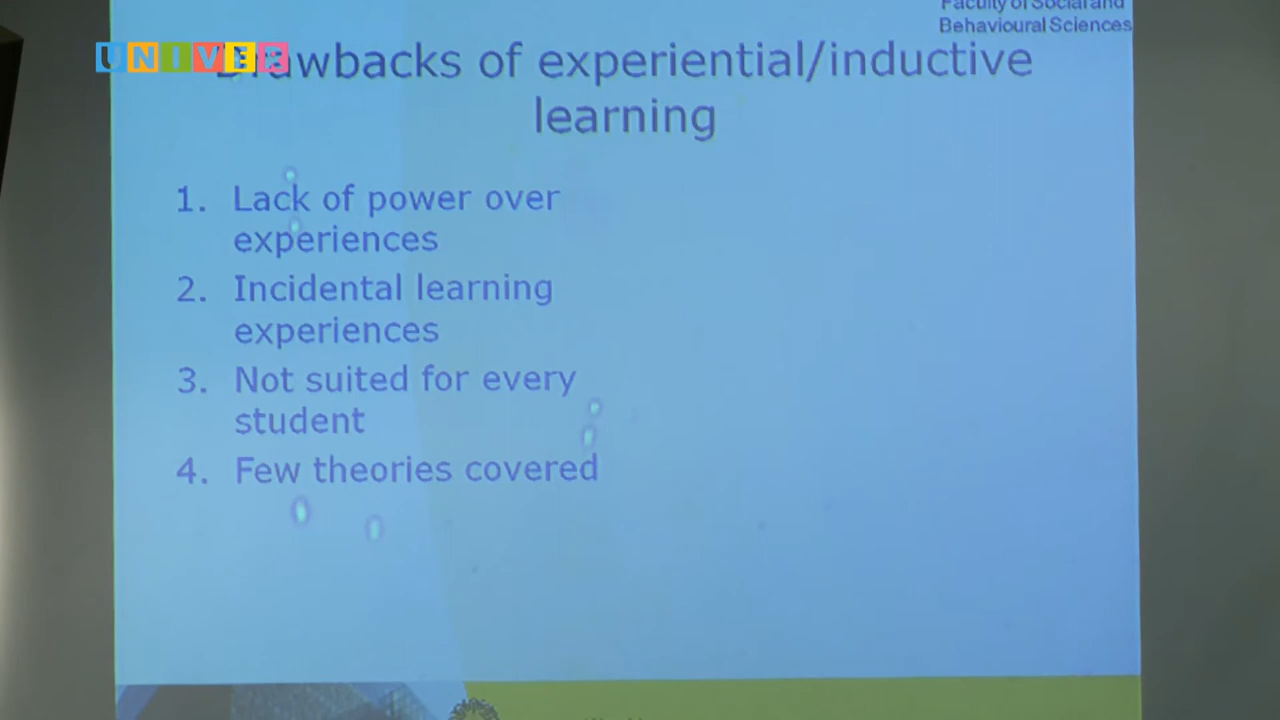 Faculty of Social and
Behavioural Sciences
UNIVER
Drawbacks of experiential/inductive
learning
1. Lack of power over
experiences
2. Incidental learning
experiences
3. Not suited for every
student
4. Few theories covered